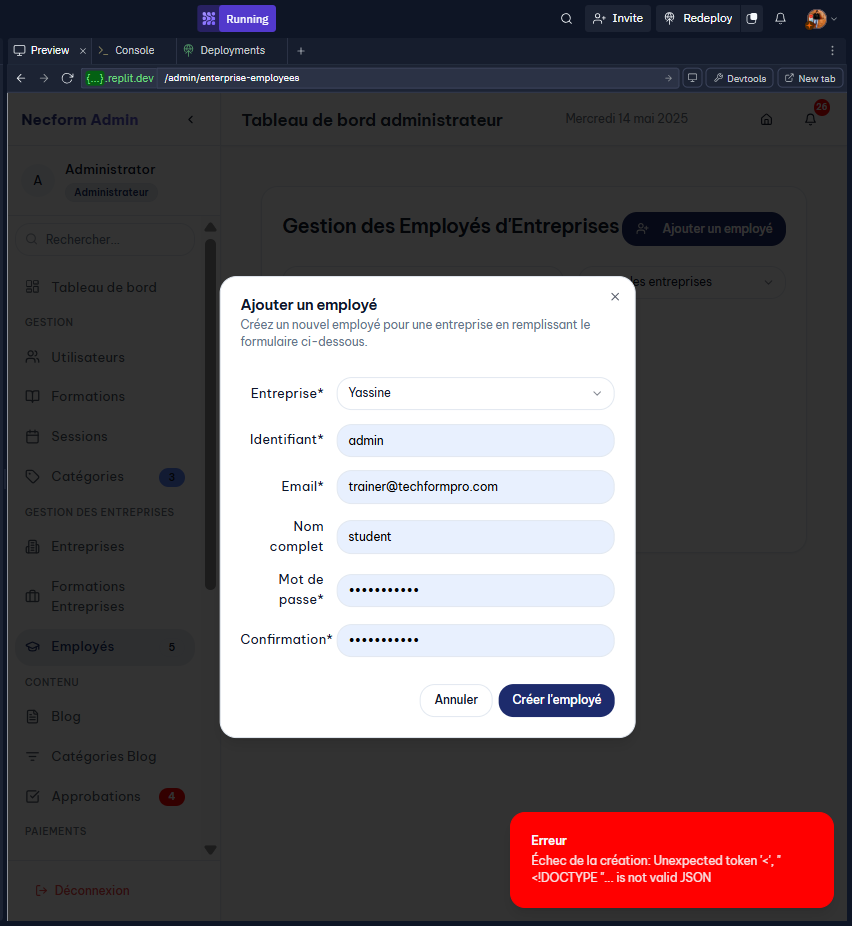 Running
Invite
Redeploy
Preview
Console
Deployments
{...}.replit.dev
/admin/enterprise-employees
Devtools
New tab
Necform Admin
Tableau de bord administrateur
Mercredi 14 mai 2025
26
A
Administrator
Administrateur
Rechercher...
Tableau de bord
GESTION
Utilisateurs
Formations
Sessions
Catégories
3
GESTION DES ENTREPRISES
Entreprises
Formations
Entreprises
Employés
5
CONTENU
Blog
Catégories Blog
Approbations
4
PAIEMENTS
Déconnexion
Gestion des Employés d'Entreprises
Ajouter un employé
les entreprises
Ajouter un employé
Créez un nouvel employé pour une entreprise en remplissant le
formulaire ci-dessous.
Entreprise*
Yassine
Identifiant*
admin
Email*
trainer@techformpro.com
Nom
complet
student
Mot de
passe*
•••••••••••
Confirmation*
•••••••••••
Annuler
Créer l'employé
Erreur
Échec de la création: Unexpected token '<', "
<!DOCTYPE "... is not valid JSON